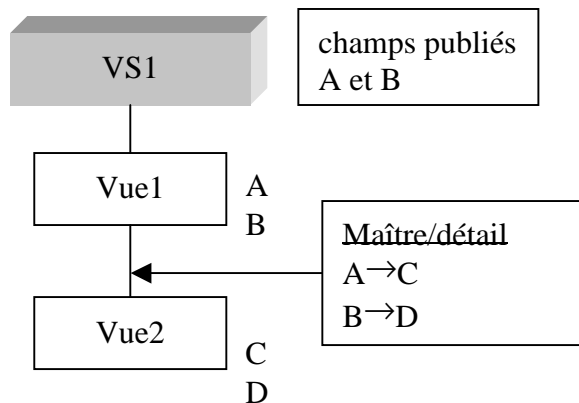 VS1
champs publiés
A et B
Vue1
A
B
Maître/détail
A→C
B→D
Vue2
C
D